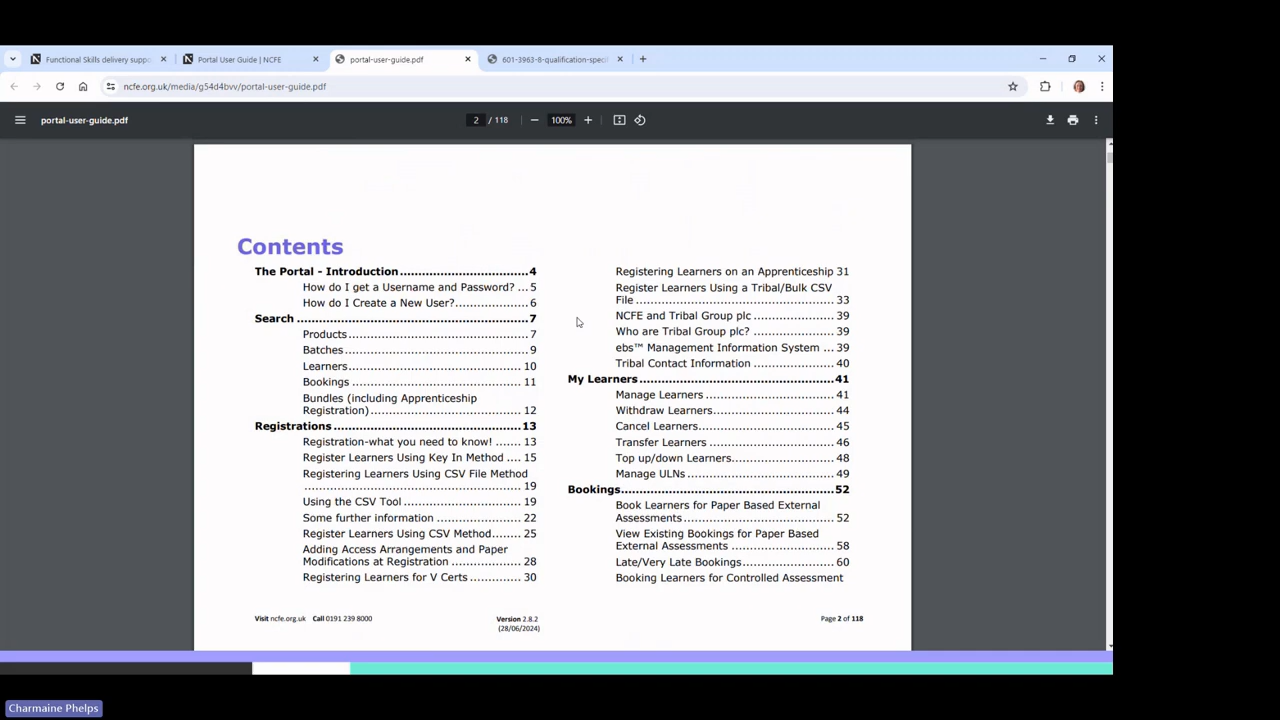 Functional Skills delivery suppo
Portal User Guide | NCFE
portal-user-guide.pdf
601-3963-8-qualification-specif
ncfe.org.uk/media/g54d4bvv/portal-user-guide.pdf
portal-user-guide.pdf
2 / 118
100%
Contents
The Portal - Introduction..................................4
How do I get a Username and Password? ... 5
How do I Create a New User?.................... 6
Search ..........................................................7
Products................................................. 7
Batches.................................................. 9
Learners............................................... 10
Bookings .............................................. 11
Bundles (including Apprenticeship
Registration)......................................... 12
Registrations ...............................................13
Registration-what you need to know! ....... 13
Register Learners Using Key In Method .... 15
Registering Learners Using CSV File Method
........................................................... 19
Using the CSV Tool ................................ 19
Some further information ....................... 22
Register Learners Using CSV Method....... 25
Adding Access Arrangements and Paper
Modifications at Registration ................... 28
Registering Learners for V Certs .............. 30
Registering Learners on an Apprenticeship 31
Register Learners Using a Tribal/Bulk CSV
File ...................................................... 33
NCFE and Tribal Group plc ..................... 39
Who are Tribal Group plc? ..................... 39
ebs™ Management Information System ... 39
Tribal Contact Information ..................... 40
My Learners................................................41
Manage Learners .................................. 41
Withdraw Learners................................ 44
Cancel Learners.................................... 45
Transfer Learners ................................. 46
Top up/down Learners........................... 48
Manage ULNs ....................................... 49
Bookings.....................................................52
Book Learners for Paper Based External
Assessments......................................... 52
View Existing Bookings for Paper Based
External Assessments ........................... 58
Late/Very Late Bookings......................... 60
Booking Learners for Controlled Assessment
Visit ncfe.org.uk Call 0191 239 8000
Version 2.8.2
(28/06/2024)
Page 2 of 118
Charmaine Phelps